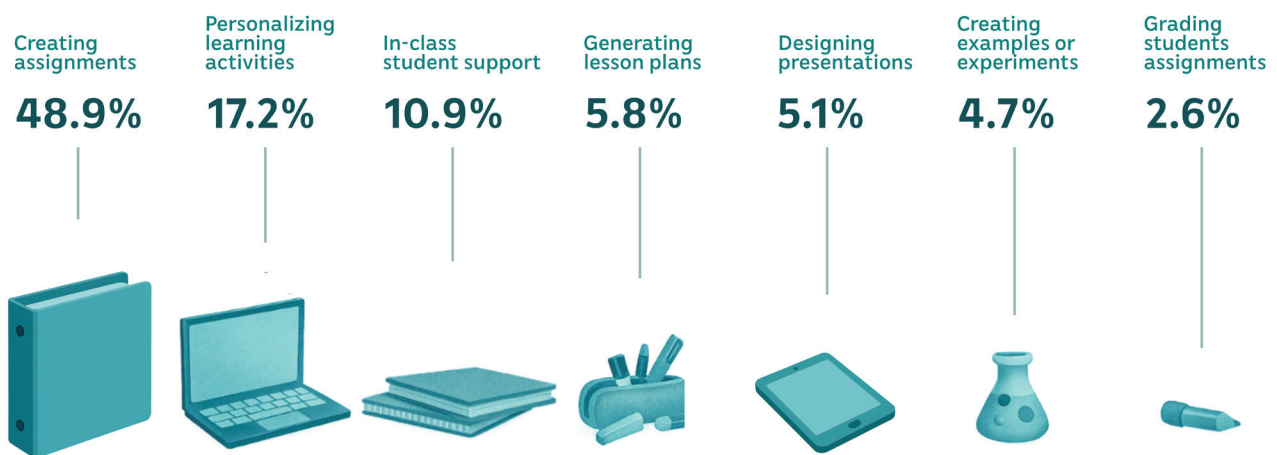 Creating
assignments
48.9%
Personalizing
learning
activities
17.2%
In-class
student support
10.9%
Generating
lesson plans
5.8%
Designing
presentations
5.1%
Creating
examples or
experiments
4.7%
Grading
students
assignments
2.6%